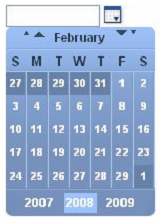 February
S M T W T F S
27 28 29 30 31 1 2
3 4 5 6 7 8 9
10 11 12 13 14 15 16
17 18 19 20 21 22 23
24 25 26 27 28 29 1
2007 2008 2009